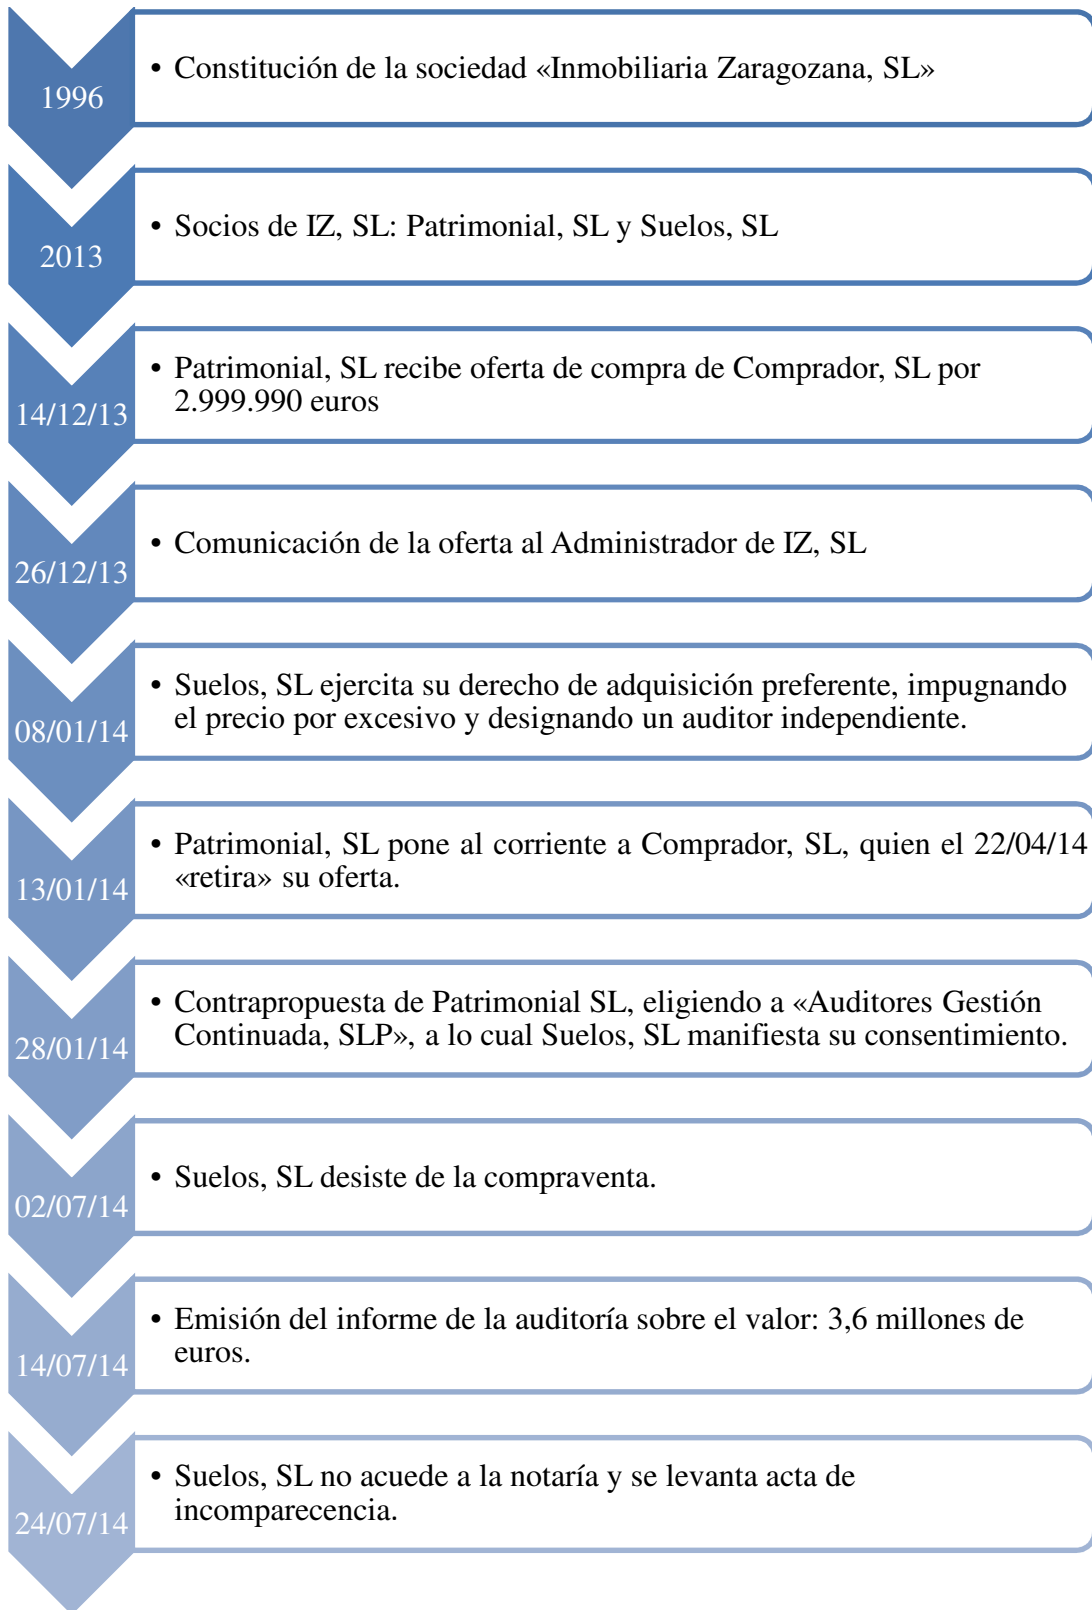 1996
• Constitución de la sociedad «Inmobiliaria Zaragozana, SL»
2013
• Socios de IZ, SL: Patrimonial, SL y Suelos, SL
14/12/13
• Patrimonial, SL recibe oferta de compra de Comprador, SL por
2.999.990 euros
26/12/13
• Comunicación de la oferta al Administrador de IZ, SL
08/01/14
• Suelos, SL ejercita su derecho de adquisición preferente, impugnando
el precio por excesivo y designando un auditor independiente.
13/01/14
• Patrimonial, SL pone al corriente a Comprador, SL, quien el 22/04/14
«retira» su oferta.
28/01/14
• Contrapropuesta de Patrimonial SL, eligiendo a «Auditores Gestión
Continuada, SLP», a lo cual Suelos, SL manifiesta su consentimiento.
02/07/14
• Suelos, SL desiste de la compraventa.
14/07/14
• Emisión del informe de la auditoría sobre el valor: 3,6 millones de
euros.
24/07/14
• Suelos, SL no acuede a la notaría y se levanta acta de
incomparecencia.